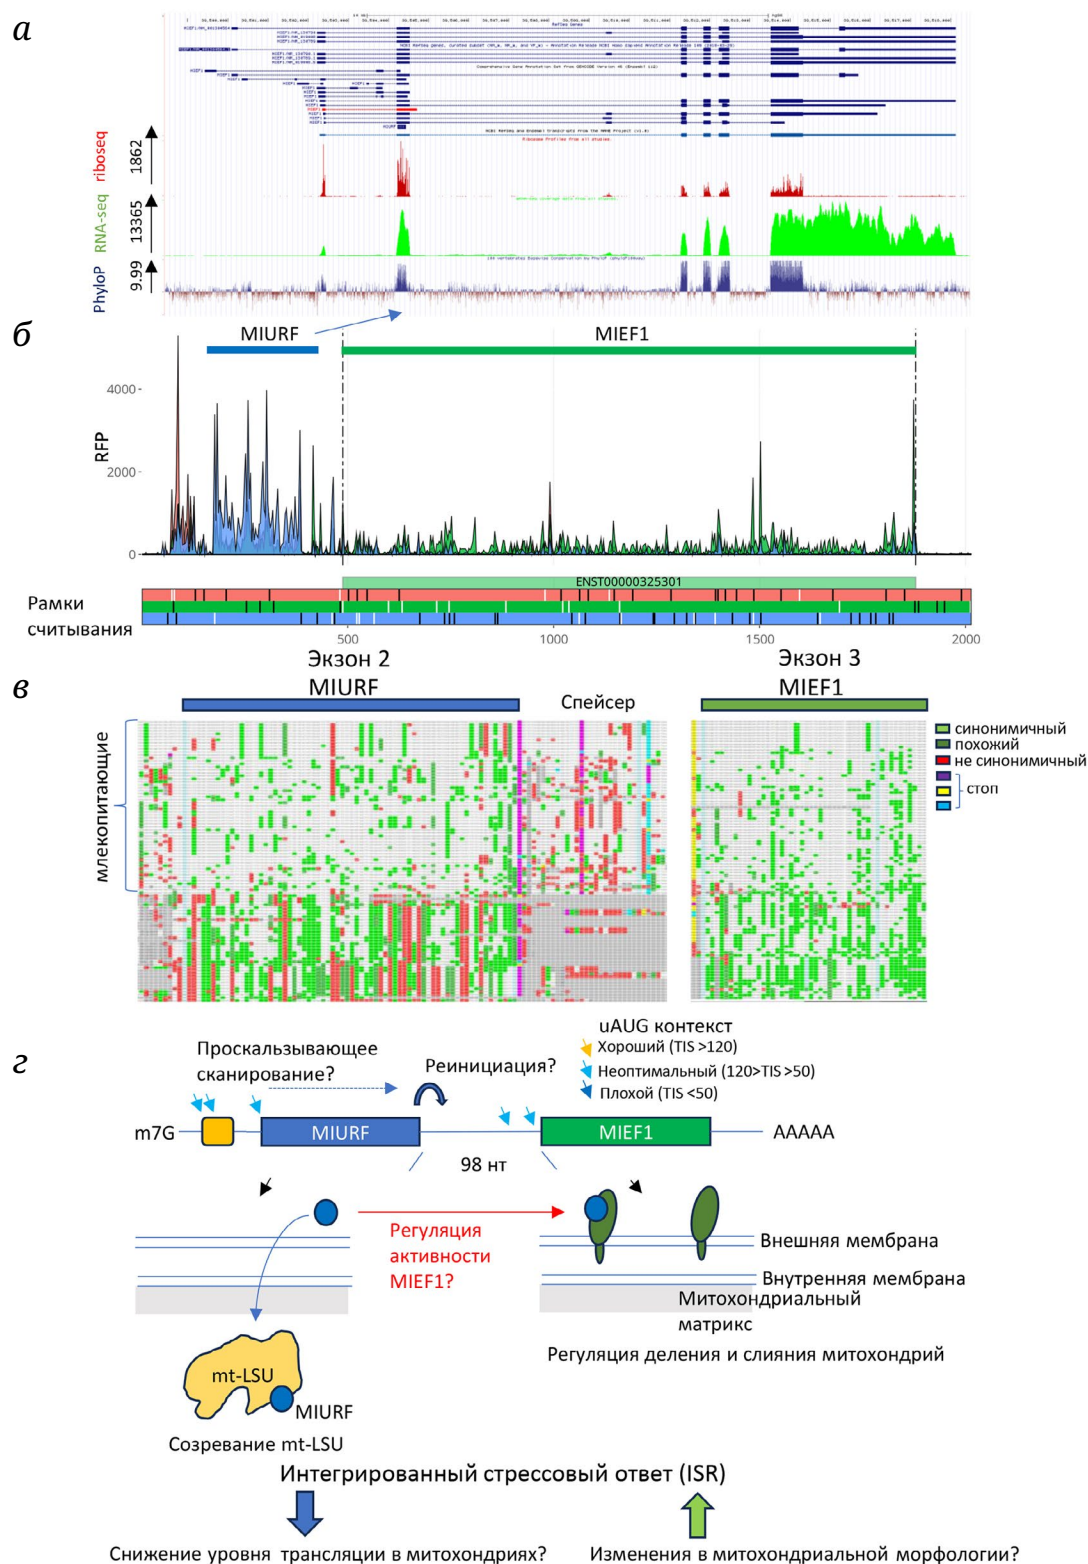 а
RefSeq Genes
riboseq
1862
RNA-seq
13365
PhyloP
9.99
б
MIURF
MIEF1
RFP
4000
2000
0
ENST00000325301
Рамки
считывания
500
1000
1500
2000
Экзон 2
Экзон 3
в
MIURF
Спейсер
MIEF1
млекопитающие
синонимичный
похожий
не синонимичный
стоп
г
uAUG контекст
Хороший (TIS >120)
Неоптимальный (120>TIS >50)
Плохой (TIS <50)
Проскальзывающее
сканирование?
Реинициация?
m7G
MIURF
MIEF1
AAAAA
98 нт
Регуляция
активности
MIEF1?
Внешняя мембрана
Внутренняя мембрана
Митохондриальный
матрикс
Регуляция деления и слияния митохондрий
mt-LSU
MIURF
Созревание mt-LSU
Интегрированный стрессовый ответ (ISR)
Снижение уровня трансляции в митохондриях?
Изменения в митохондриальной морфологии?